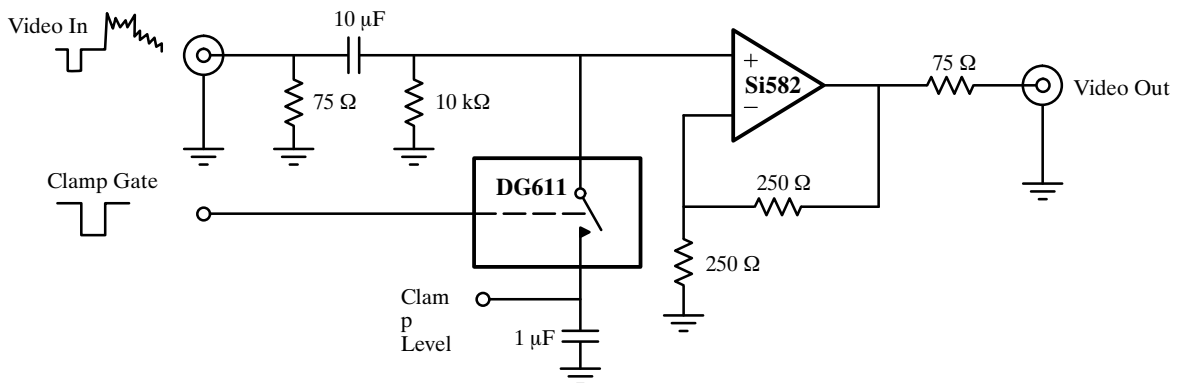 Video In
10 µF
75 Ω
10 kΩ
+
Si582
–
75 Ω
Video Out
Clamp Gate
DG611
250 Ω
250 Ω
Clam
p
Level
1 µF